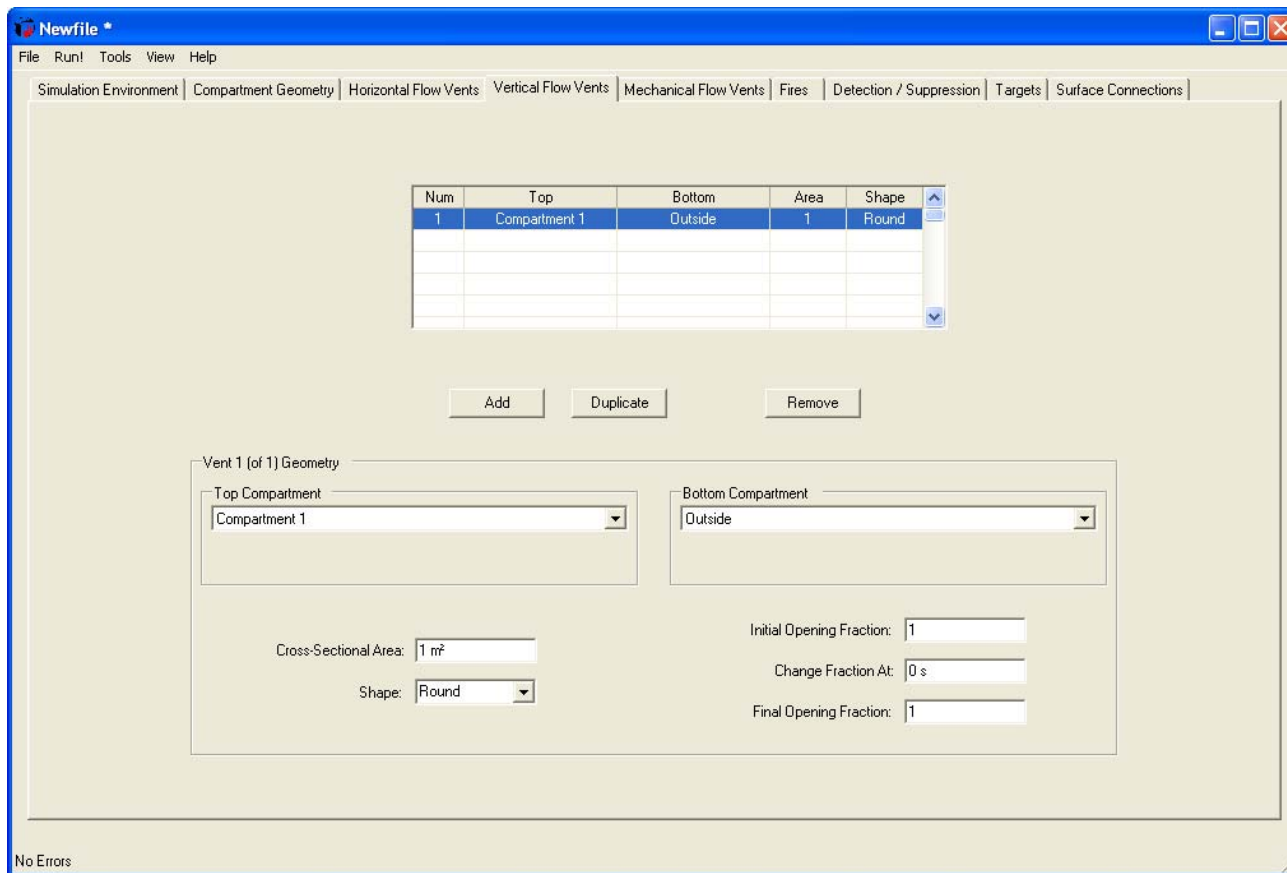 Newfile *
File Run! Tools View Help
Simulation Environment Compartment Geometry Horizontal Flow Vents Vertical Flow Vents Mechanical Flow Vents Fires Detection / Suppression Targets Surface Connections
Num Top Bottom Area Shape
1 Compartment 1 Outside 1 Round
Add Duplicate Remove
Vent 1 (of 1) Geometry
Top Compartment Bottom Compartment
Compartment 1 Outside
Initial Opening Fraction: 1
Cross-Sectional Area: 1 m²
Change Fraction At: 0 s
Shape: Round
Final Opening Fraction: 1
No Errors